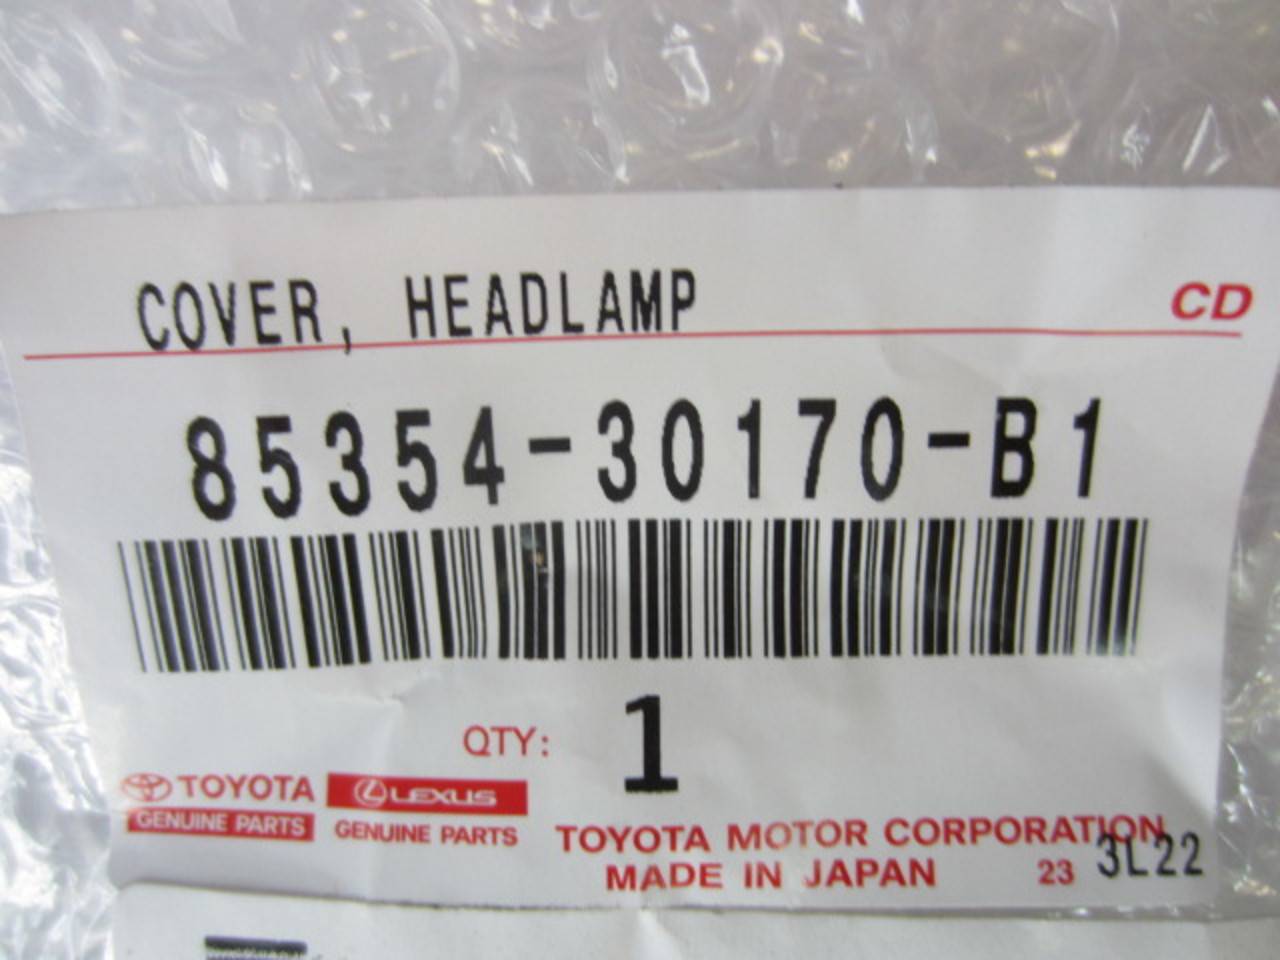 COVER, HEADLAMP
CD
85354-30170-B1
QTY: 1
TOYOTA
GENUINE PARTS
LEXUS
GENUINE PARTS
TOYOTA MOTOR CORPORATION
MADE IN JAPAN 23 3L22